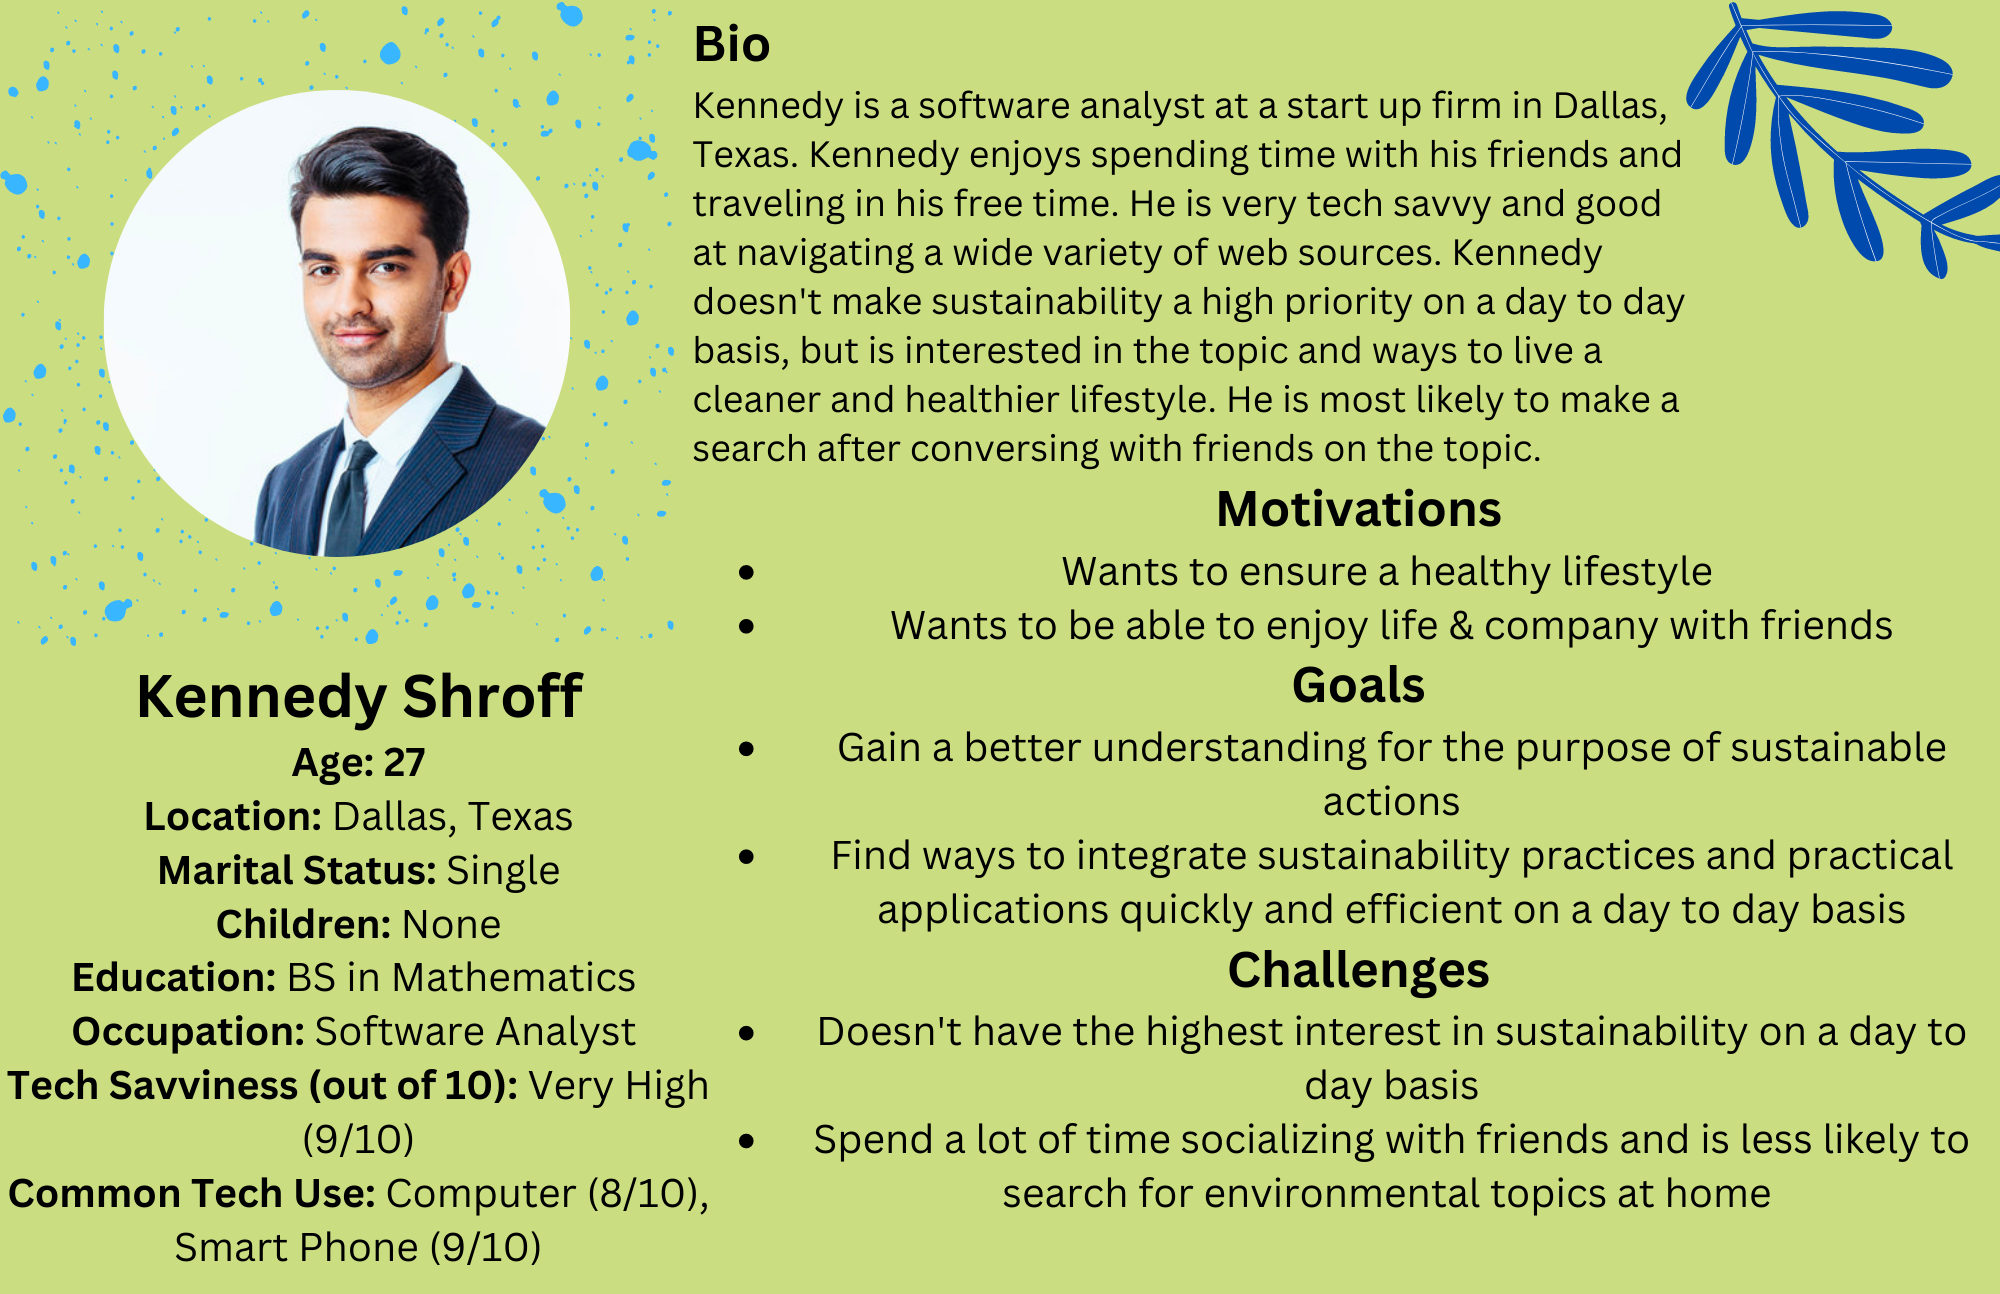 Bio
Kennedy is a software analyst at a start up firm in Dallas,
Texas. Kennedy enjoys spending time with his friends and
traveling in his free time. He is very tech savvy and good
at navigating a wide variety of web sources. Kennedy
doesn't make sustainability a high priority on a day to day
basis, but is interested in the topic and ways to live a
cleaner and healthier lifestyle. He is most likely to make a
search after conversing with friends on the topic.
Motivations
• Wants to ensure a healthy lifestyle
• Wants to be able to enjoy life & company with friends
Goals
• Gain a better understanding for the purpose of sustainable
actions
• Find ways to integrate sustainability practices and practical
applications quickly and efficient on a day to day basis
Challenges
• Doesn't have the highest interest in sustainability on a day to
day basis
• Spend a lot of time socializing with friends and is less likely to
search for environmental topics at home
Kennedy Shroff
Age: 27
Location: Dallas, Texas
Marital Status: Single
Children: None
Education: BS in Mathematics
Occupation: Software Analyst
Tech Savviness (out of 10): Very High
(9/10)
Common Tech Use: Computer (8/10),
Smart Phone (9/10)